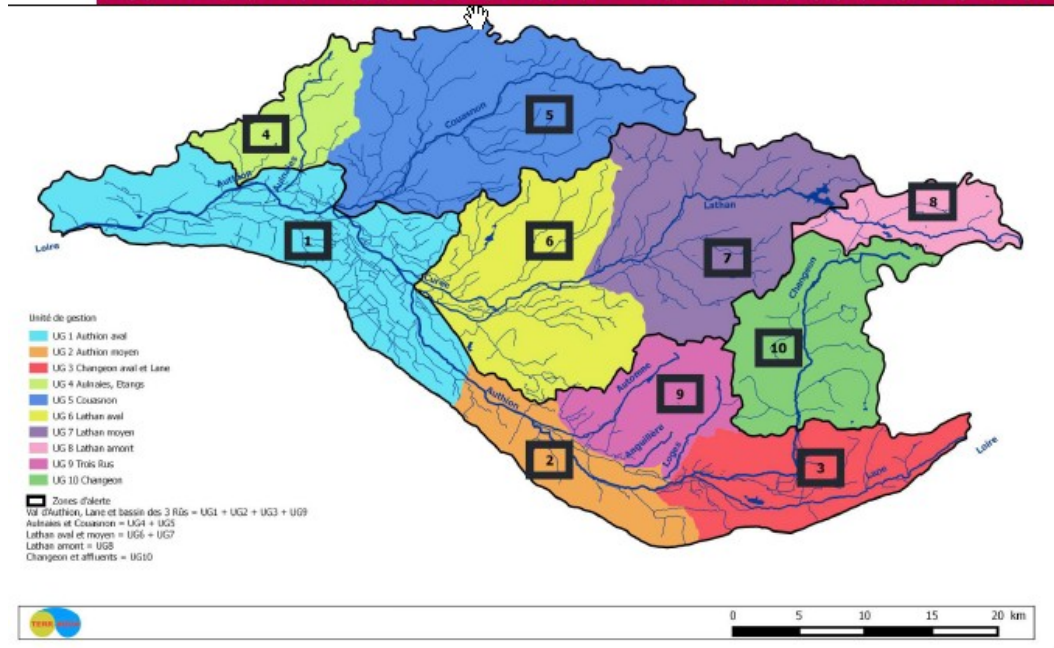 4
5
Couasnon
Aulnaies
Authion
8
Lathan
1
6
7
Loire
Curée
Changeon
Unité de gestion
UG 1 Authion aval
UG 2 Authion moyen
UG 3 Changeon aval et Lane
UG 4 Aulnaies, Etangs
UG 5 Couasnon
UG 6 Lathan aval
UG 7 Lathan moyen
UG 8 Lathan amont
UG 9 Trois Rus
UG 10 Changeon
10
Automne
9
Authion
Anguillère
Loges
2
3
Lane
Loire
Zones d'alerte
Val d'Authion, Lane et bassin des 3 Rûs = UG1 + UG2 + UG3 + UG9
Aulnaies et Couasnon = UG4 + UG5
Lathan aval et moyen = UG6 + UG7
Lathan amont = UG8
Changeon et affluents = UG10
0 5 10 15 20 km